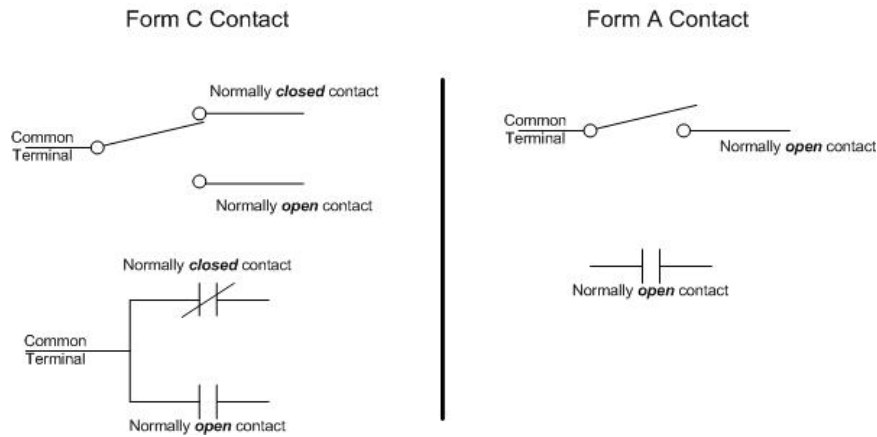 Form C Contact
Normally closed contact
Common
Terminal
Normally open contact
Normally closed contact
Common
Terminal
Normally open contact
Form A Contact
Common
Terminal
Normally open contact
Normally open contact